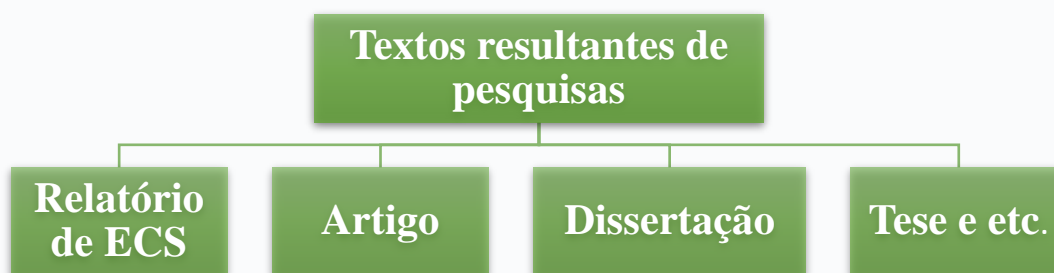 Textos resultantes de
pesquisas
Relatório
de ECS
Artigo
Dissertação
Tese e etc.